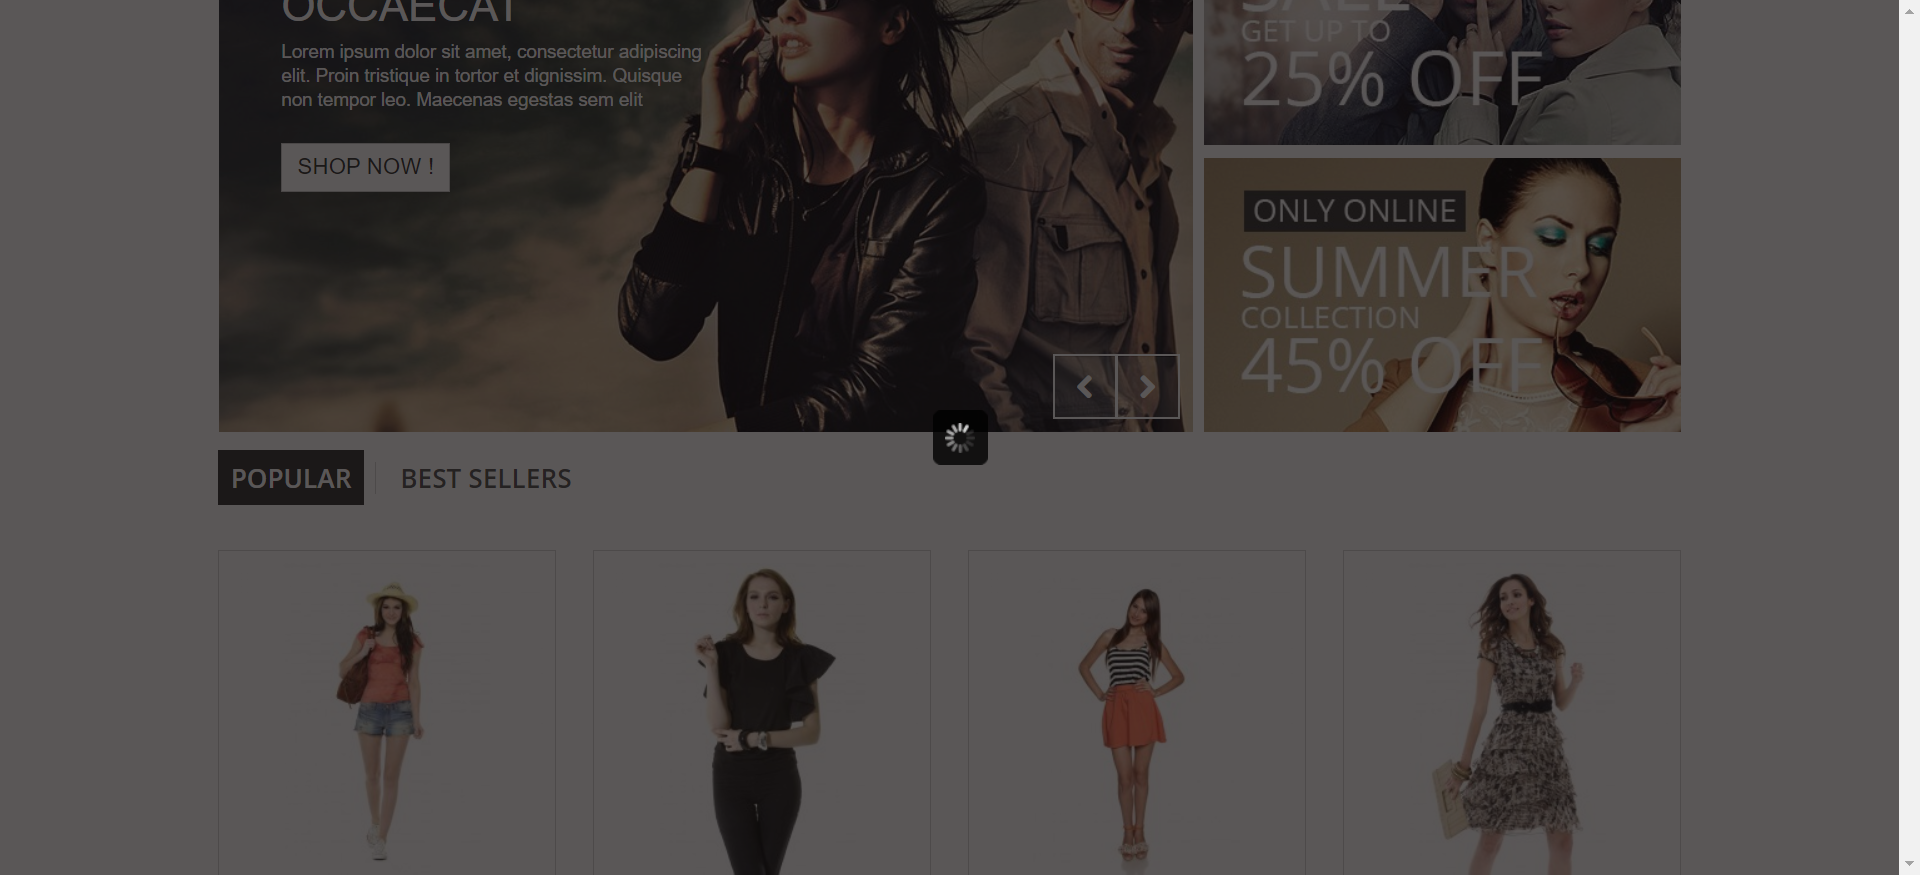 OCCAECAT
Lorem ipsum dolor sit amet, consectetur adipiscing
elit. Proin tristique in tortor et dignissim. Quisque
non tempor leo. Maecenas egestas sem elit
SHOP NOW !
SALE
GET UP TO
25% OFF
ONLY ONLINE
SUMMER
COLLECTION
45% OFF
POPULAR
BEST SELLERS